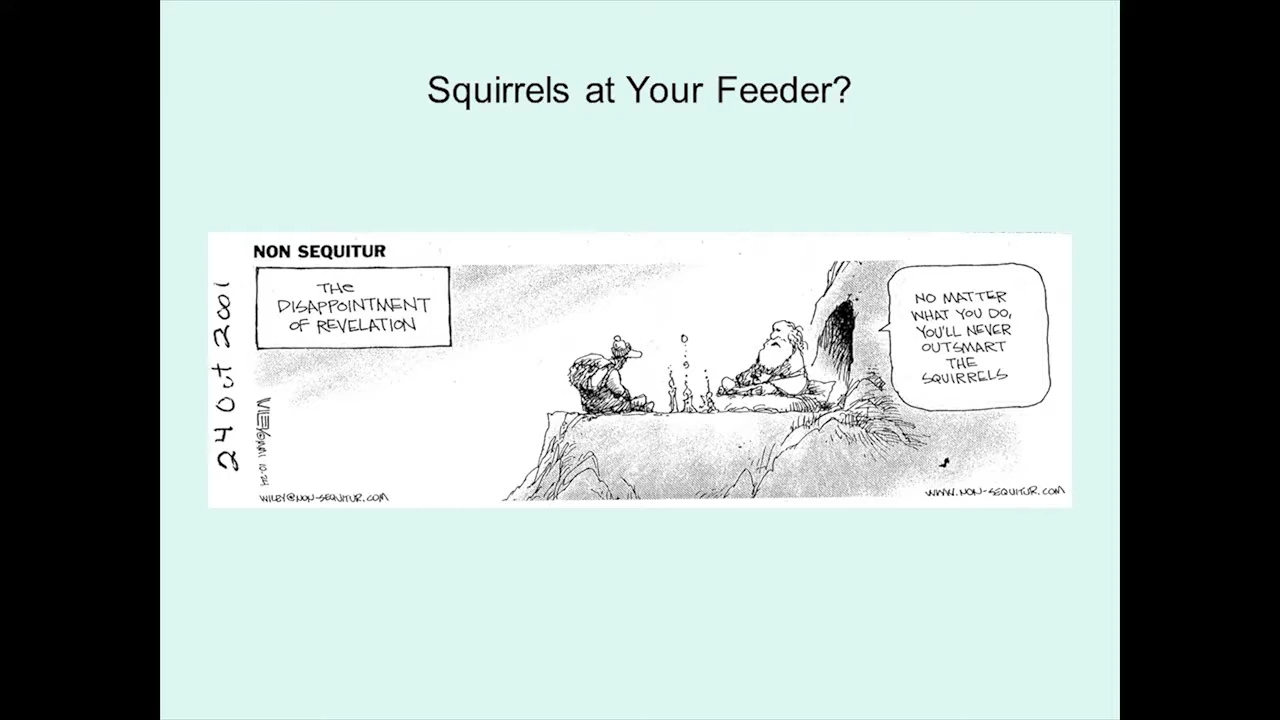 Squirrels at Your Feeder?
NON SEQUITUR
THE
DISAPPOINTMENT
OF REVELATION
NO MATTER
WHAT YOU DO,
YOU'LL NEVER
OUTSMART
THE
SQUIRRELS
24 Out 2001
WILEY@NON-SEQUITUR.COM
WWW.NON-SEQUITUR.COM